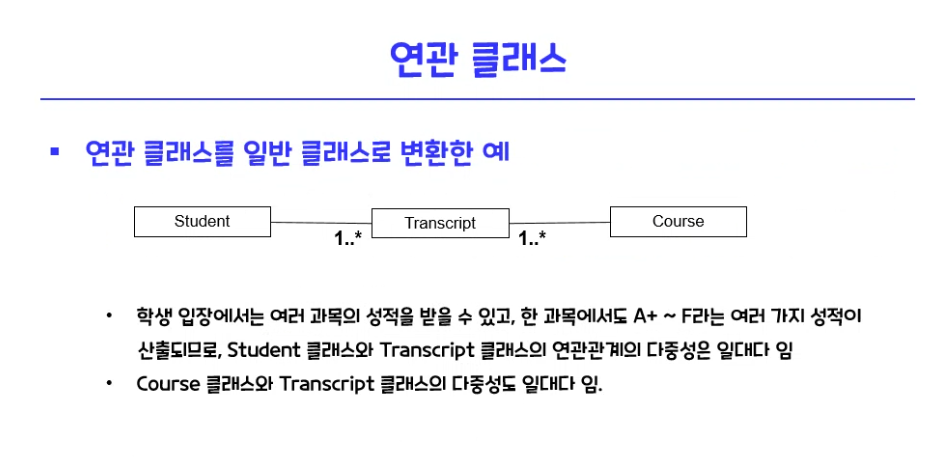 연관 클래스
▪ 연관 클래스를 일반 클래스로 변환한 예
Student Transcript Course
1..* 1..*
• 학생 입장에서는 여러 과목의 성적을 받을 수 있고, 한 과목에서도 A+ ~ F라는 여러 가지 성적이
산출되므로, Student 클래스와 Transcript 클래스의 연관관계의 다중성은 일대다 임
• Course 클래스와 Transcript 클래스의 다중성도 일대다 임.